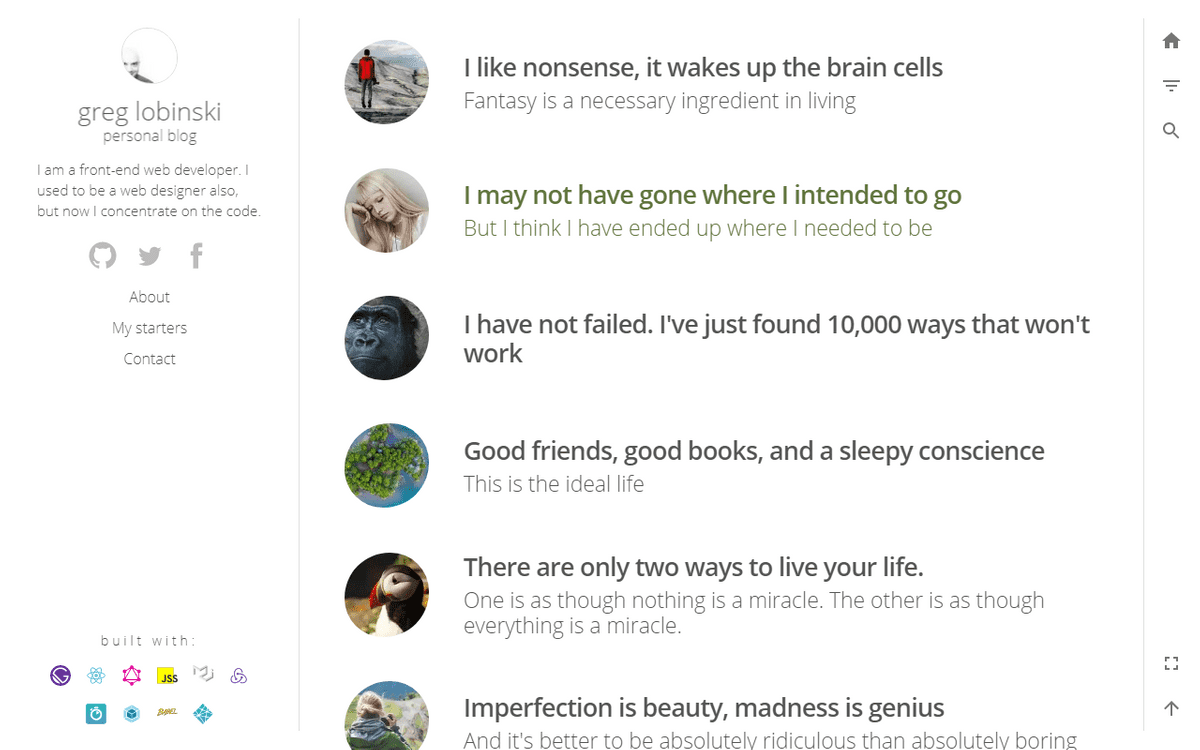 greg lobinski
personal blog
I am a front-end web developer. I
used to be a web designer also,
but now I concentrate on the code.
About
My starters
Contact
built with:
JSS
BABEL
I like nonsense, it wakes up the brain cells
Fantasy is a necessary ingredient in living
I may not have gone where I intended to go
But I think I have ended up where I needed to be
I have not failed. I've just found 10,000 ways that won't
work
Good friends, good books, and a sleepy conscience
This is the ideal life
There are only two ways to live your life.
One is as though nothing is a miracle. The other is as though
everything is a miracle.
Imperfection is beauty, madness is genius
And it's better to be absolutely ridiculous than absolutely boring